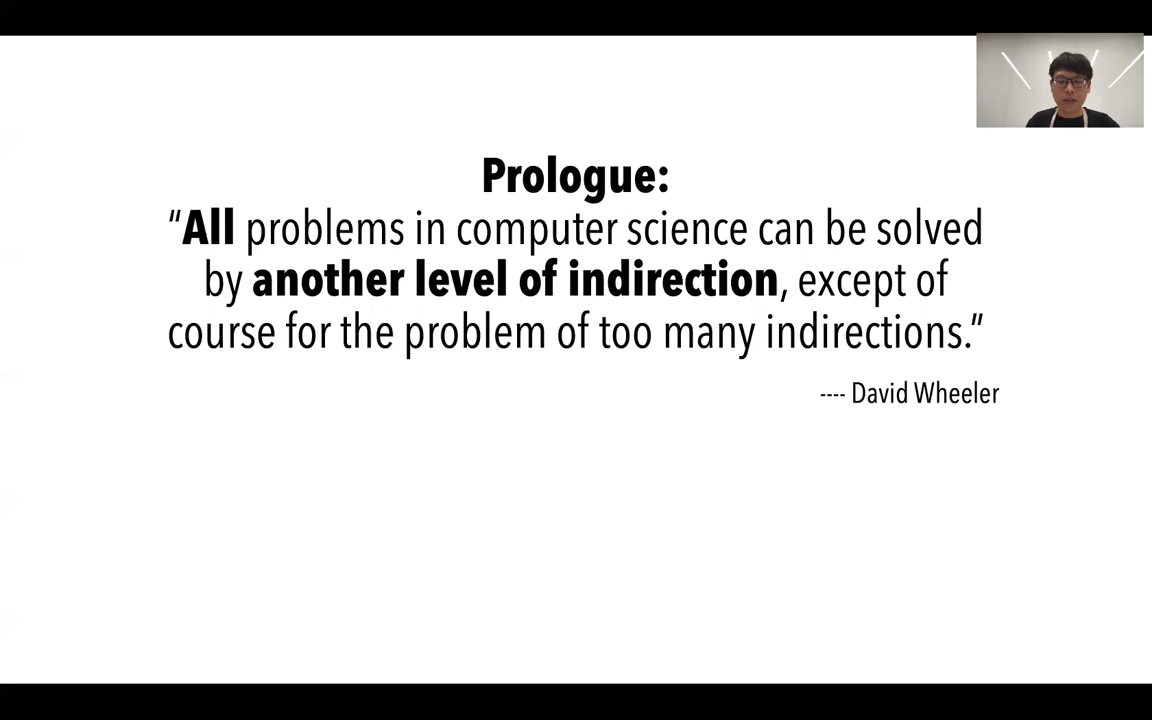 Prologue:
“All problems in computer science can be solved
by another level of indirection, except of
course for the problem of too many indirections.”
---- David Wheeler